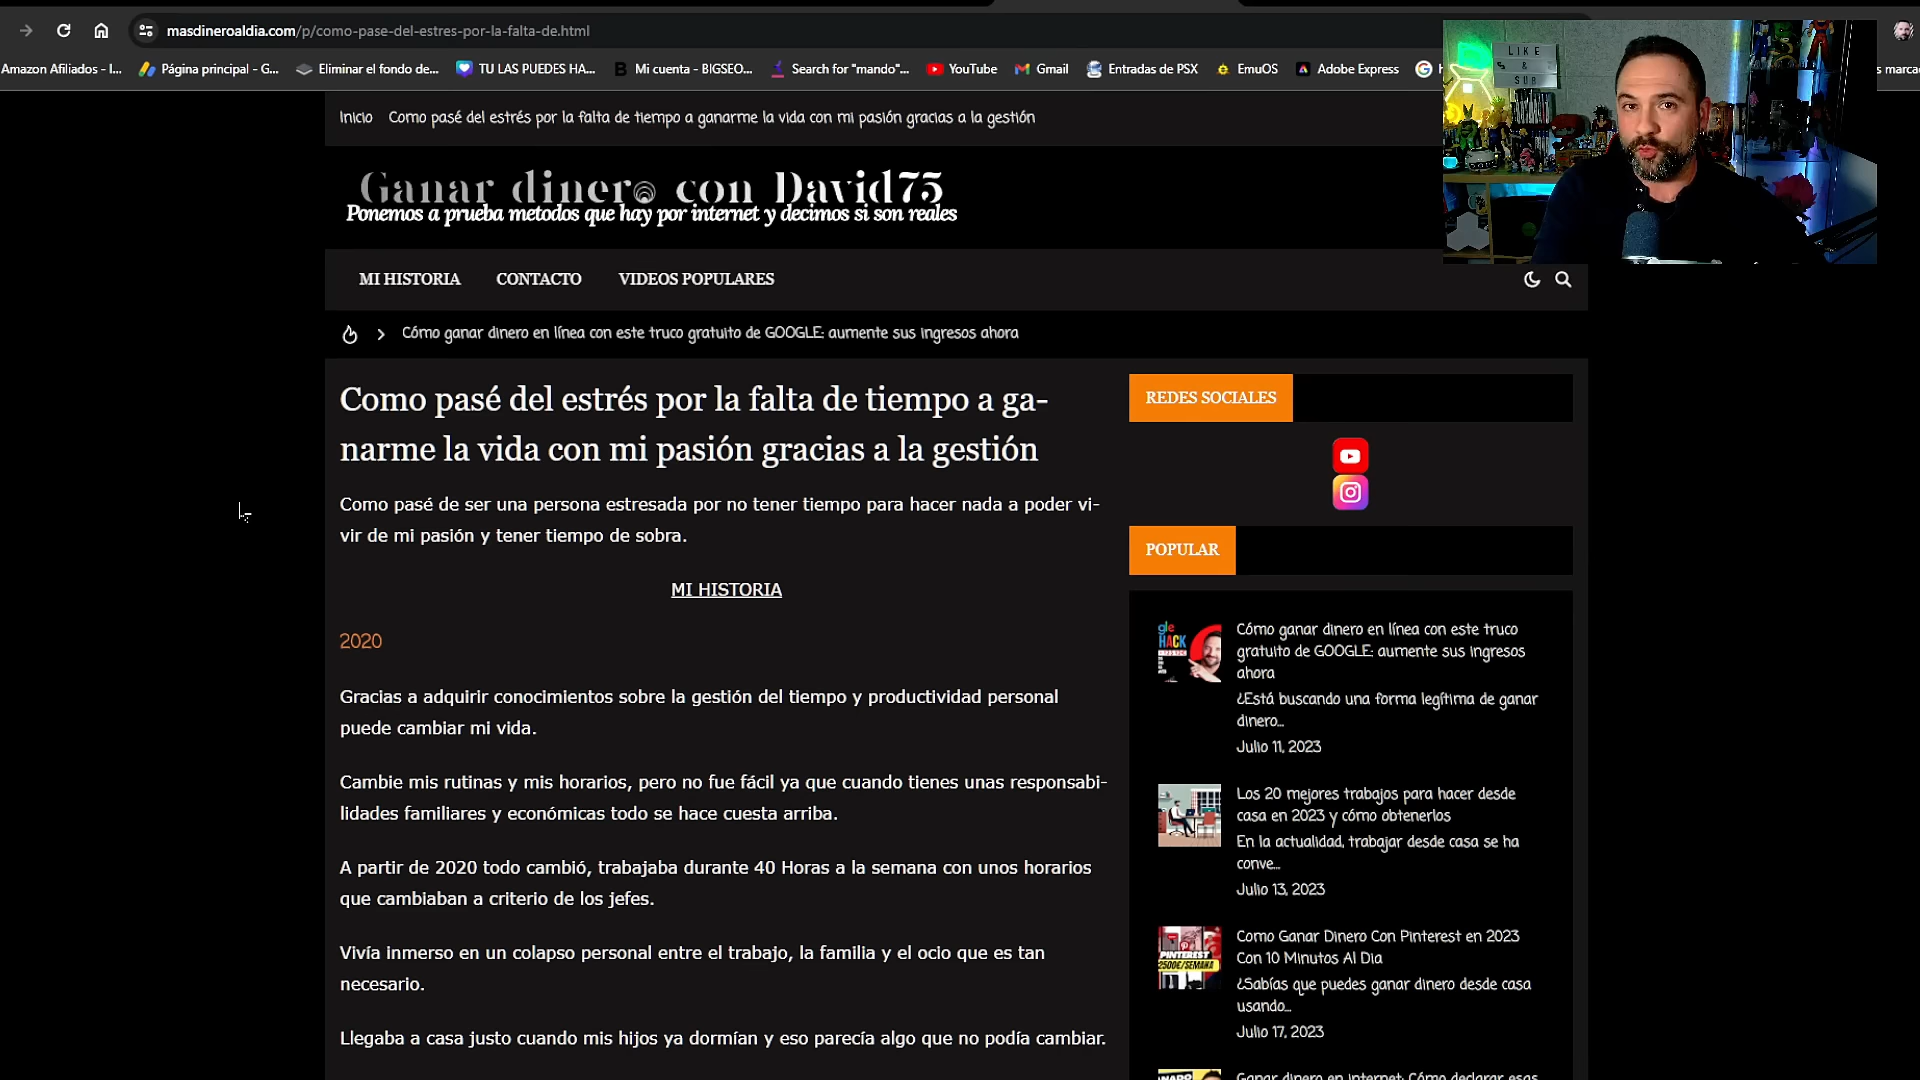 masdineroaldia.com/p/como-pase-del-estres-por-la-falta-de.html
Amazon Afiliados - I...
Página principal - G...
Eliminar el fondo de...
TU LAS PUEDES HA...
Mi cuenta - BIGSEO...
Search for "mando"...
YouTube
Gmail
Entradas de PSX
EmuOS
Adobe Express
s marca
LIKE
&
SUB
Inicio Como pasé del estrés por la falta de tiempo a ganarme la vida con mi pasión gracias a la gestión
Ganar dinero con David75
Ponemos a prueba metodos que hay por internet y decimos si son reales
MI HISTORIA CONTACTO VIDEOS POPULARES
Cómo ganar dinero en línea con este truco gratuito de GOOGLE: aumente sus ingresos ahora
Como pasé del estrés por la falta de tiempo a ga-
narme la vida con mi pasión gracias a la gestión
Como pasé de ser una persona estresada por no tener tiempo para hacer nada a poder vi-
vir de mi pasión y tener tiempo de sobra.
MI HISTORIA
2020
Gracias a adquirir conocimientos sobre la gestión del tiempo y productividad personal
puede cambiar mi vida.
Cambie mis rutinas y mis horarios, pero no fue fácil ya que cuando tienes unas responsabi-
lidades familiares y económicas todo se hace cuesta arriba.
A partir de 2020 todo cambió, trabajaba durante 40 Horas a la semana con unos horarios
que cambiaban a criterio de los jefes.
Vivía inmerso en un colapso personal entre el trabajo, la familia y el ocio que es tan
necesario.
Llegaba a casa justo cuando mis hijos ya dormían y eso parecía algo que no podía cambiar.
REDES SOCIALES
POPULAR
gle
HACK
Cómo ganar dinero en línea con este truco
gratuito de GOOGLE: aumente sus ingresos
ahora
¿Está buscando una forma legítima de ganar
dinero...
Julio 11, 2023
Los 20 mejores trabajos para hacer desde
casa en 2023 y cómo obtenerlos
En la actualidad, trabajar desde casa se ha
conve...
Julio 13, 2023
PINTEREST
2500€/SEMANA
Como Ganar Dinero Con Pinterest en 2023
Con 10 Minutos Al Dia
¿Sabías que puedes ganar dinero desde casa
usando...
Julio 17, 2023
Ganar dinero en internet: Cómo declarar esas